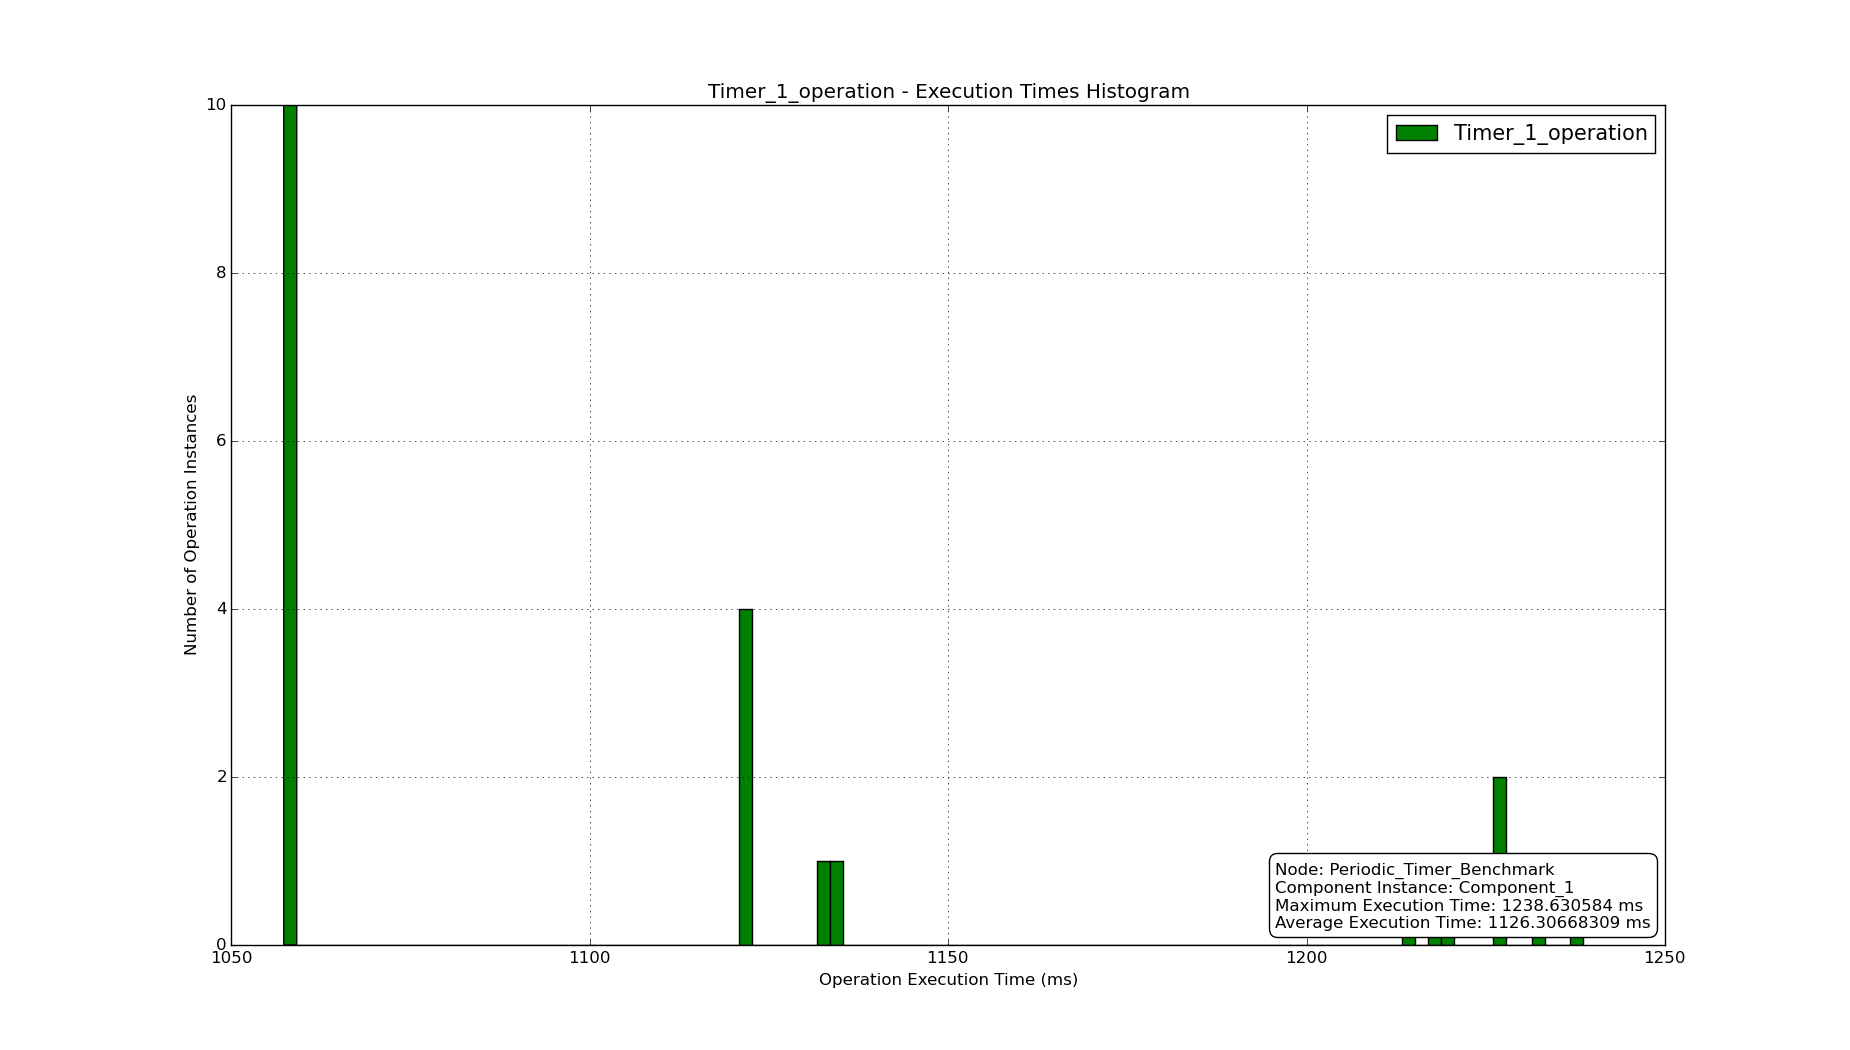 Timer_1_operation - Execution Times Histogram
Timer_1_operation
10
8
6
4
2
0
Number of Operation Instances
1050
1100
1150
1200
1250
Operation Execution Time (ms)
Node: Periodic_Timer_Benchmark
Component Instance: Component_1
Maximum Execution Time: 1238.630584 ms
Average Execution Time: 1126.30668309 ms